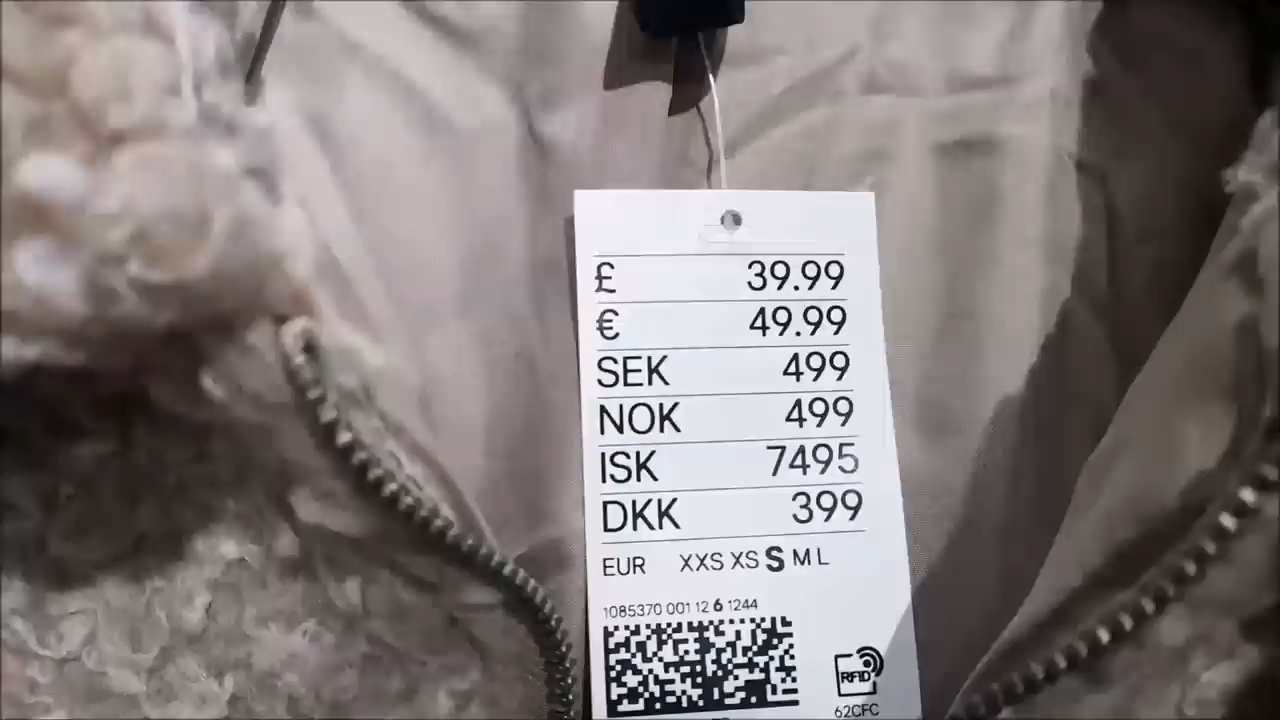 £ 39.99
€ 49.99
SEK 499
NOK 499
ISK 7495
DKK 399
EUR XXS XS S M L
1085370 001 12 6 1244
RFID
62CFC